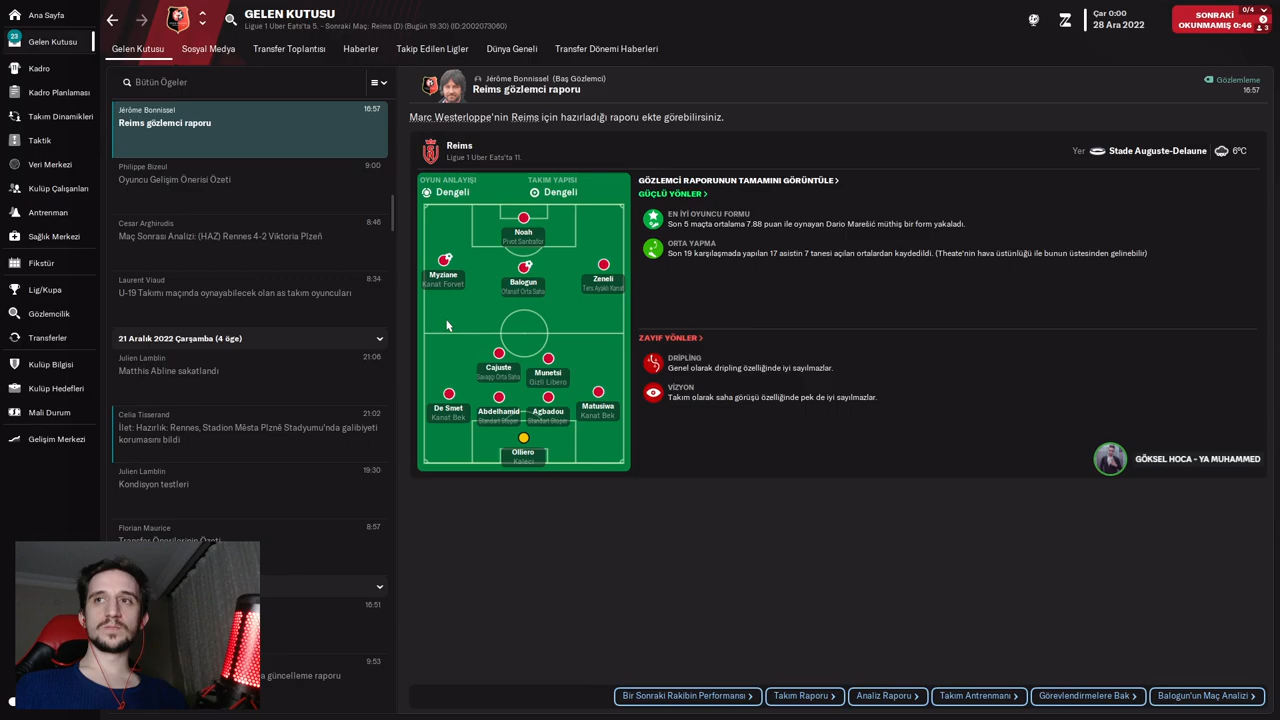 Ana Sayfa
23
Gelen Kutusu
Kadro
Kadro Planlaması
Takım Dinamikleri
Taktik
Veri Merkezi
Kulüp Çalışanları
Antrenman
Sağlık Merkezi
Fikstür
Lig/Kupa
Gözlemcilik
Transferler
Kulüp Bilgisi
Kulüp Hedefleri
Mali Durum
Gelişim Merkezi
GELEN KUTUSU
Ligue 1 Uber Eats'ta 5. - Sonraki Maç: Reims (D) (Bugün 19:30) (ID:2002073060)
Çar 0:00
28 Ara 2022
SONRAKİ
OKUNMAMIŞ 0:46
0/4
3
Gelen Kutusu
Sosyal Medya
Transfer Toplantısı
Haberler
Takip Edilen Ligler
Dünya Geneli
Transfer Dönemi Haberleri
Bütün Ögeler
Jérôme Bonnissel 16:57
Reims gözlemci raporu
Philippe Bizeul 9:00
Oyuncu Gelişim Önerisi Özeti
Cesar Arghirudis 8:46
Maç Sonrası Analizi: (HAZ) Rennes 4-2 Viktoria Plzeň
Laurent Viaud 8:34
U-19 Takımı maçında oynayabilecek olan as takım oyuncuları
21 Aralık 2022 Çarşamba (4 öge)
Julien Lamblin 21:06
Matthis Abline sakatlandı
Celia Tisserand 21:02
İlet: Hazırlık: Rennes, Stadion Města Plzně Stadyumu'nda galibiyeti
korumasını bildi
Julien Lamblin 19:30
Kondisyon testleri
Florian Maurice 8:57
Transfer Önerilerinin Özeti
16:51
9:53
a güncelleme raporu
Jérôme Bonnissel (Baş Gözlemci)
Reims gözlemci raporu
Gözlemleme
16:57
Marc Westerloppe'nin Reims için hazırladığı raporu ekte görebilirsiniz.
Reims
Ligue 1 Uber Eats'ta 11.
Yer Stade Auguste-Delaune 6°C
OYUN ANLAYIŞI
Dengeli
TAKIM YAPISI
Dengeli
Noah
Pivot Santrafor
Myziane
Kanat Forvet
Balogun
Ofansif Orta Saha
Zeneli
Ters Ayaklı Kanat
Cajuste
Savaşçı Orta Saha
Munetsi
Gizli Libero
De Smet
Kanat Bek
Abdelhamid
Standart Stoper
Agbadou
Standart Stoper
Matusiwa
Kanat Bek
Olliero
Kaleci
GÖZLEMCİ RAPORUNUN TAMAMINI GÖRÜNTÜLE
GÜÇLÜ YÖNLER
EN İYİ OYUNCU FORMU
Son 5 maçta ortalama 7.88 puan ile oynayan Dario Marešić müthiş bir form yakaladı.
ORTA YAPMA
Son 19 karşılaşmada yapılan 17 asistin 7 tanesi açılan ortalardan kaydedildi. (Theate'nin hava üstünlüğü ile bunun üstesinden gelinebilir)
ZAYIF YÖNLER
DRİPLİNG
Genel olarak dripling özelliğinde iyi sayılmazlar.
VİZYON
Takım olarak saha görüşü özelliğinde pek de iyi sayılmazlar.
GÖKSEL HOCA - YA MUHAMMED
Bir Sonraki Rakibin Performansı
Takım Raporu
Analiz Raporu
Takım Antrenmanı
Görevlendirmelere Bak
Balogun'un Maç Analizi